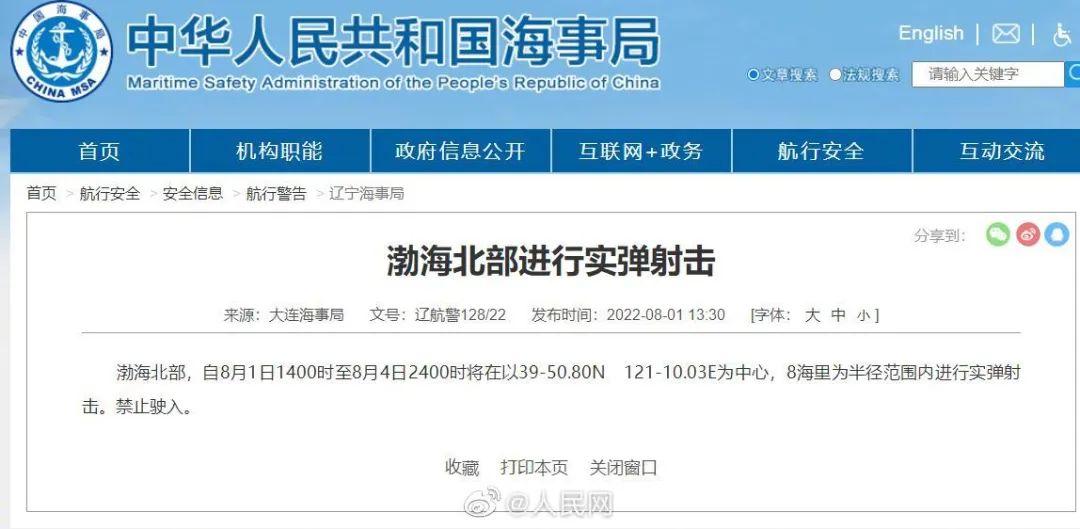 中国海事局
CHINA MSA
中华人民共和国海事局
Maritime Safety Administration of the People's Republic of China
English
文章搜索 法规搜索 请输入关键字
首页 机构职能 政府信息公开 互联网+政务 航行安全 互动交流
首页 > 航行安全 > 安全信息 > 航行警告 > 辽宁海事局
分享到：
渤海北部进行实弹射击
来源：大连海事局 文号：辽航警128/22 发布时间：2022-08-01 13:30 [字体： 大 中 小 ]
渤海北部，自8月1日1400时至8月4日2400时将在以39-50.80N 121-10.03E为中心，8海里为半径范围内进行实弹射
击。禁止驶入。
收藏 打印本页 关闭窗口
@人民网